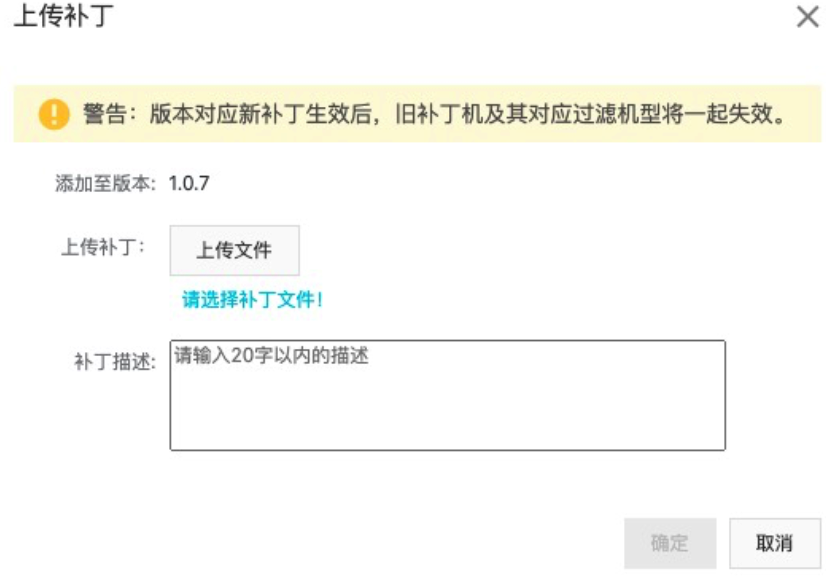 上传补丁
警告：版本对应新补丁生效后，旧补丁机及其对应过滤机型将一起失效。
添加至版本: 1.0.7
上传补丁： 上传文件
请选择补丁文件!
补丁描述: 请输入20字以内的描述
确定 取消